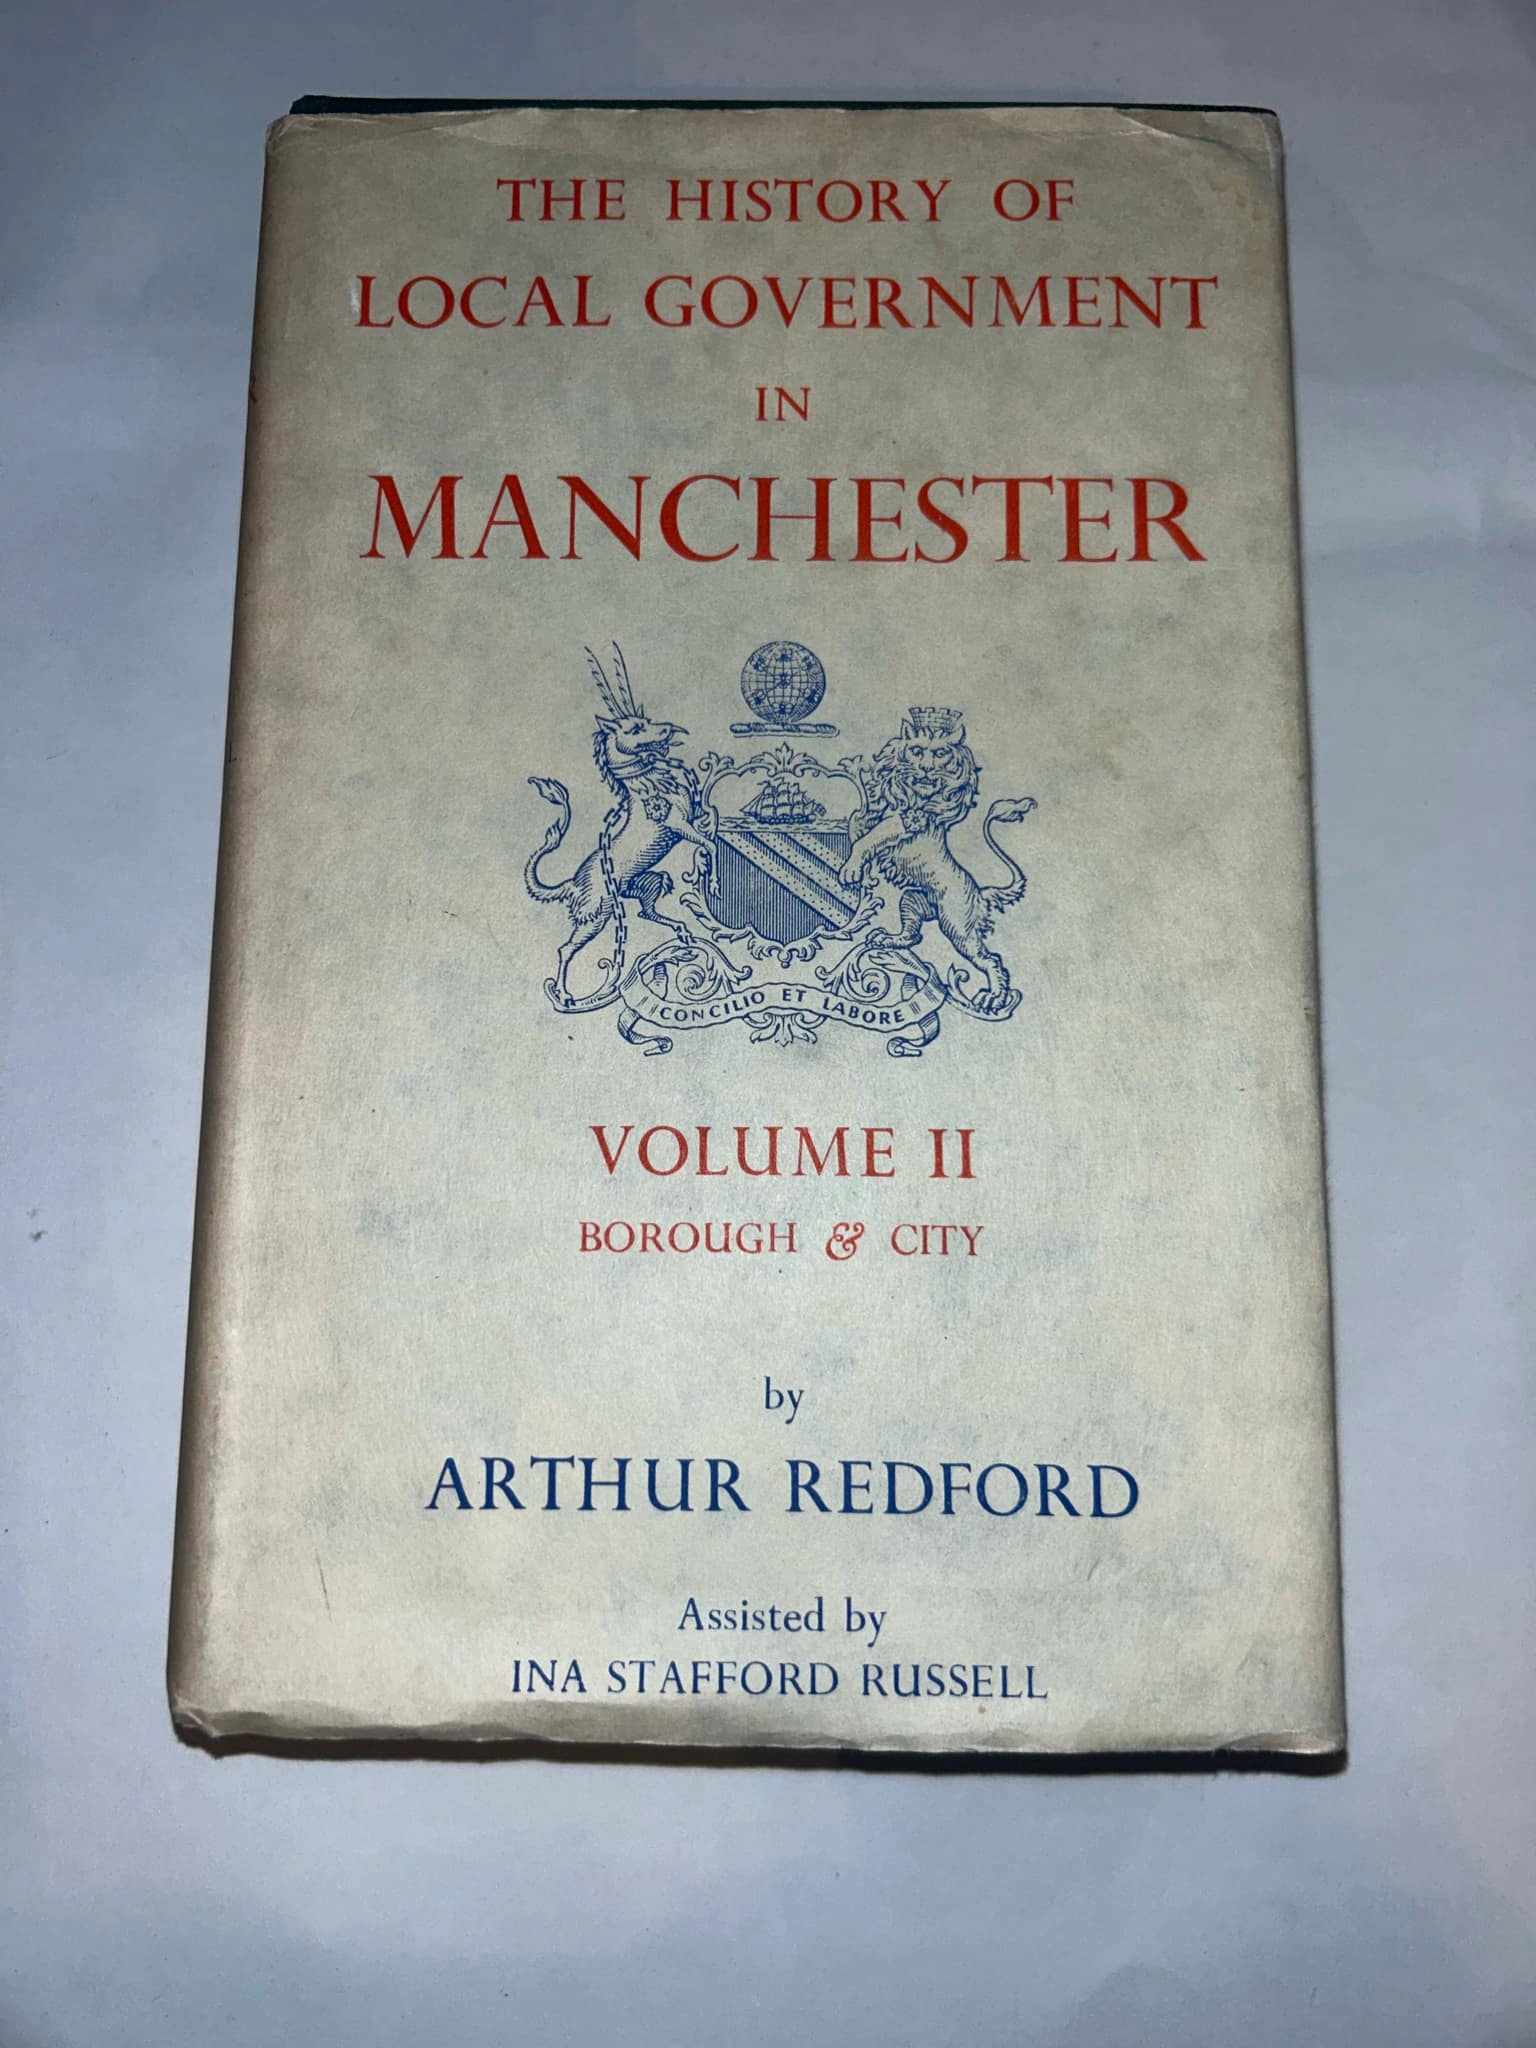 THE HISTORY OF
LOCAL GOVERNMENT
IN
MANCHESTER
CONCILIO ET LABORE
VOLUME II
BOROUGH & CITY
by
ARTHUR REDFORD
Assisted by
INA STAFFORD RUSSELL